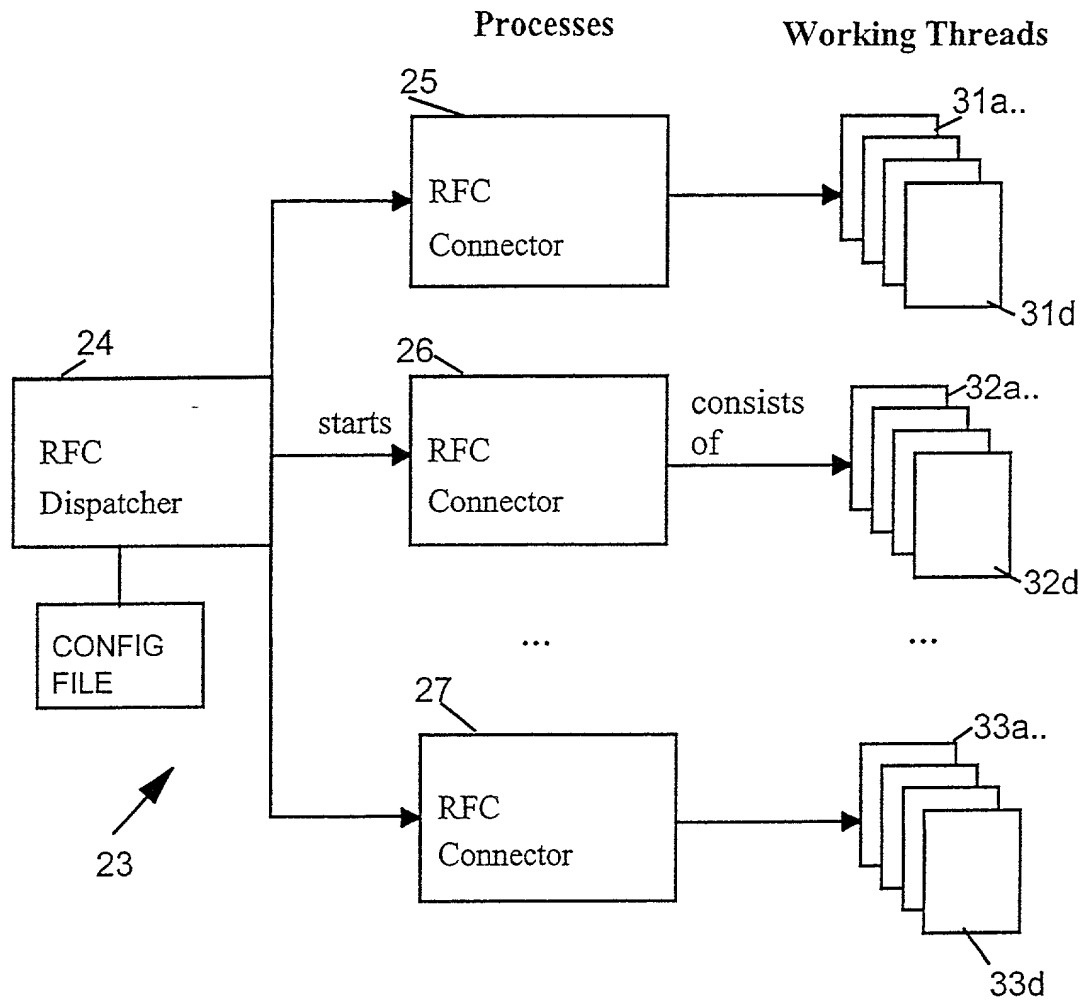 Processes
Working Threads
25
31a..
RFC
Connector
31d
24
26
32a..
starts
consists
of
RFC
Dispatcher
RFC
Connector
32d
CONFIG
FILE
...
...
27
33a..
RFC
Connector
23
33d